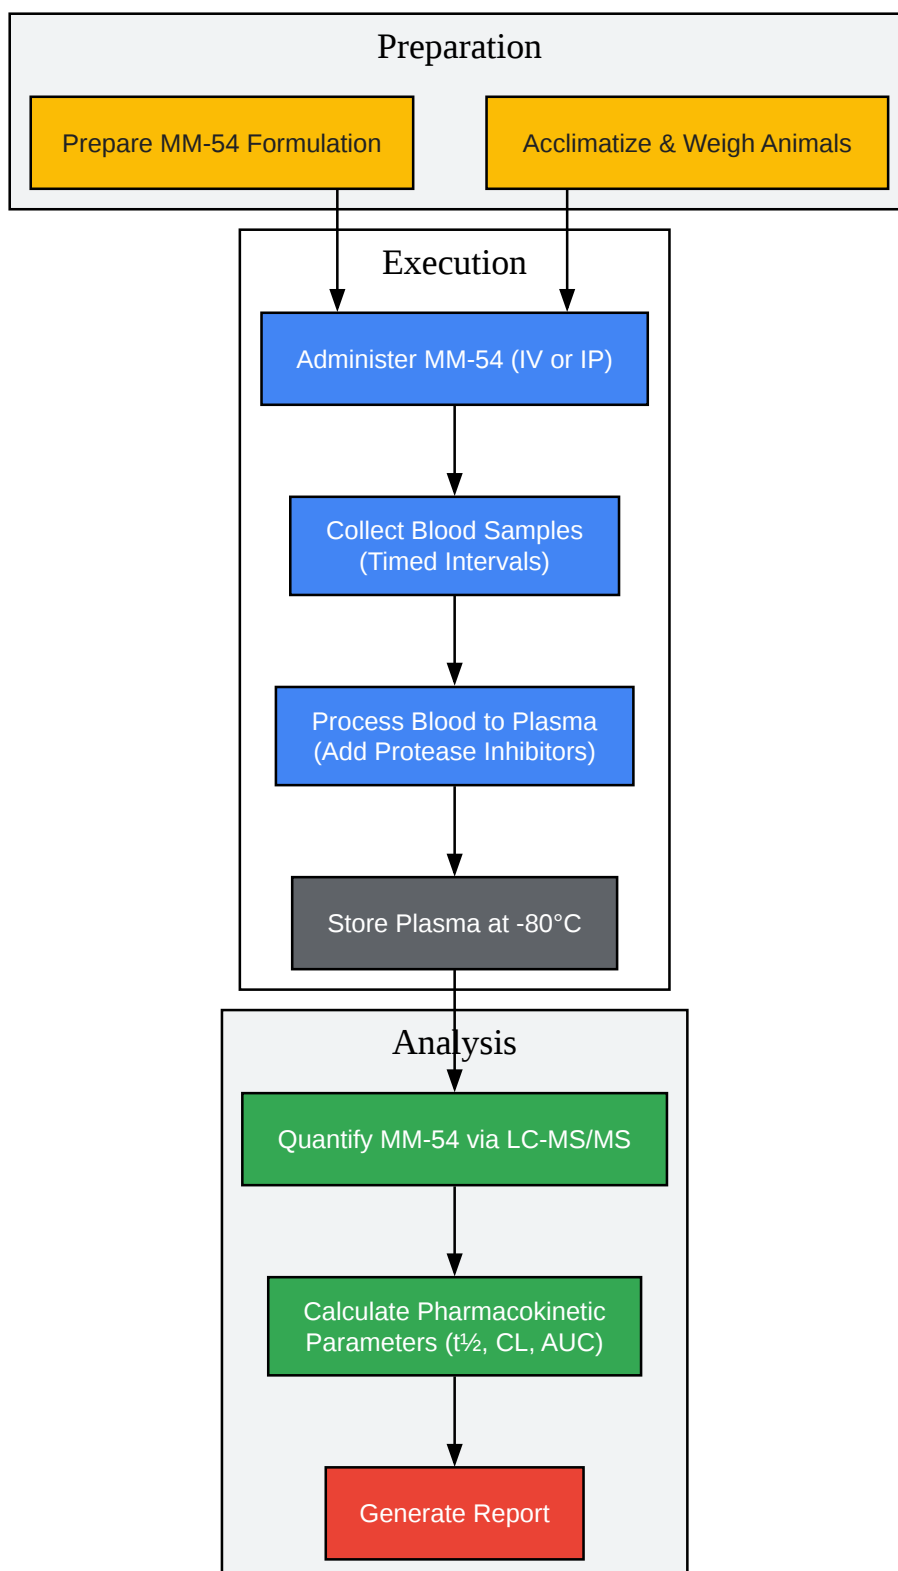 Preparation
Prepare MM-54 Formulation
Acclimatize & Weigh Animals
Execution
Administer MM-54 (IV or IP)
Collect Blood Samples
(Timed Intervals)
Process Blood to Plasma
(Add Protease Inhibitors)
Store Plasma at -80°C
Analysis
Quantify MM-54 via LC-MS/MS
Calculate Pharmacokinetic
Parameters (t½, CL, AUC)
Generate Report